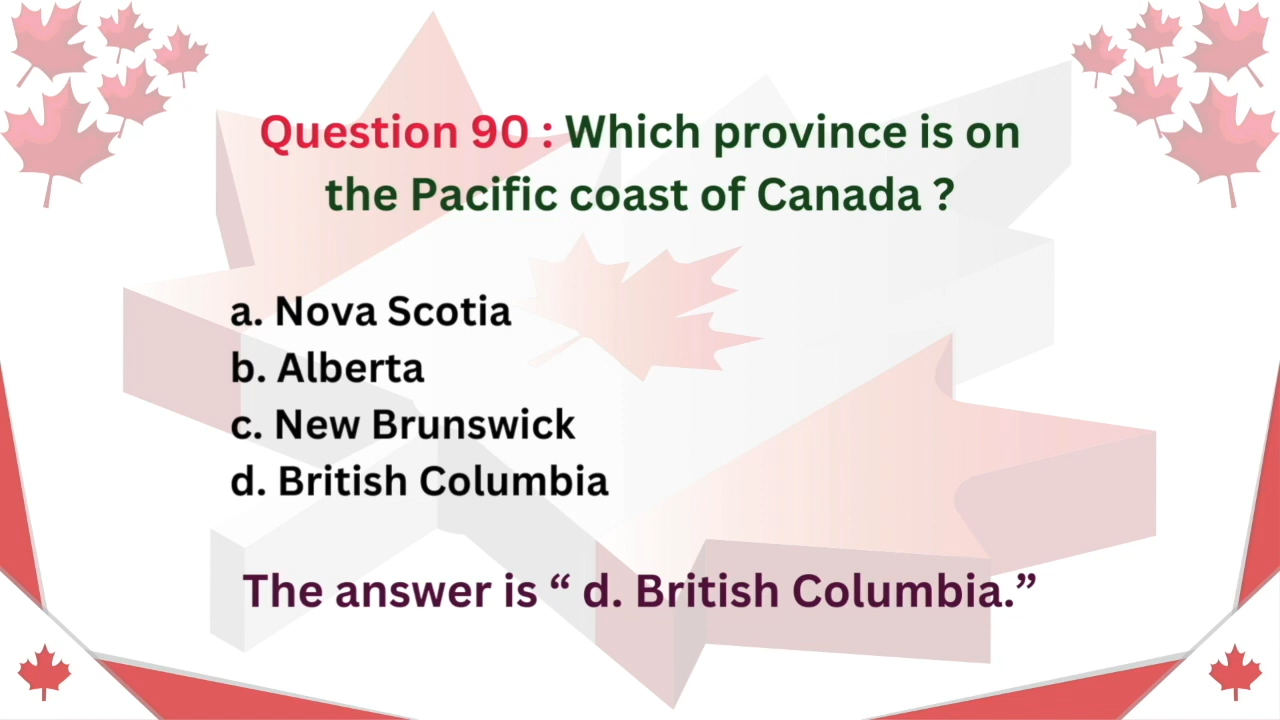 Question 90 : Which province is on
the Pacific coast of Canada ?
a. Nova Scotia
b. Alberta
c. New Brunswick
d. British Columbia
The answer is “ d. British Columbia.”